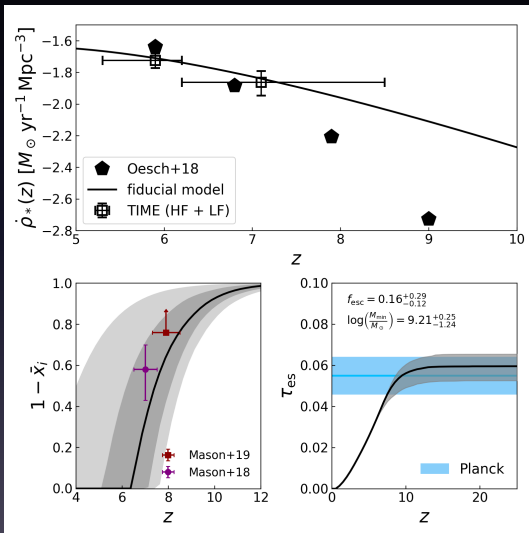 −1.6
−1.8
−2.0
−2.2
−2.4
−2.6
−2.8
ρ̇*(z) [M⊙ yr⁻¹ Mpc⁻³]
Oesch+18
fiducial model
TIME (HF + LF)
5 6 7 8 9 10
z
1.0
0.8
0.6
0.4
0.2
0.0
1 − x̄ᵢ
Mason+19
Mason+18
4 6 8 10 12
z
0.10
0.08
0.06
0.04
0.02
0.00
τes
fesc = 0.16+0.29−0.12
log(Mmin/M⊙) = 9.21+0.25−1.24
Planck
0 10 20
z